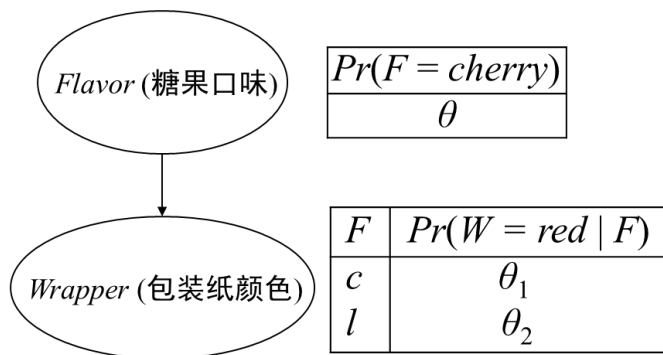 Flavor (糖果口味)
Pr(F = cherry)
θ
Wrapper (包装纸颜色)
F Pr(W = red | F)
c θ₁
l θ₂